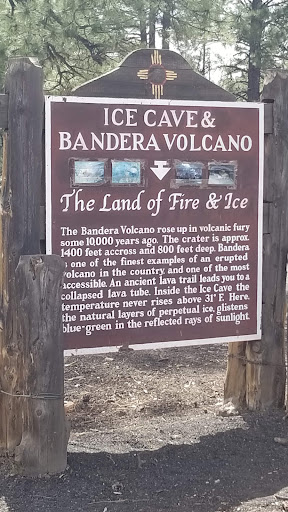 ICE CAVE &
BANDERA VOLCANO
The Land of Fire & Ice
The Bandera Volcano rose up in volcanic fury
some 10,000 years ago. The crater is approx.
1400 feet accross and 800 feet deep. Bandera
is one of the finest examples of an erupted
volcano in the country, and one of the most
accessible. An ancient lava trail leads you to a
collapsed lava tube. Inside the Ice Cave the
temperature never rises above 31° F. Here,
the natural layers of perpetual ice, glistens
blue-green in the reflected rays of sunlight.